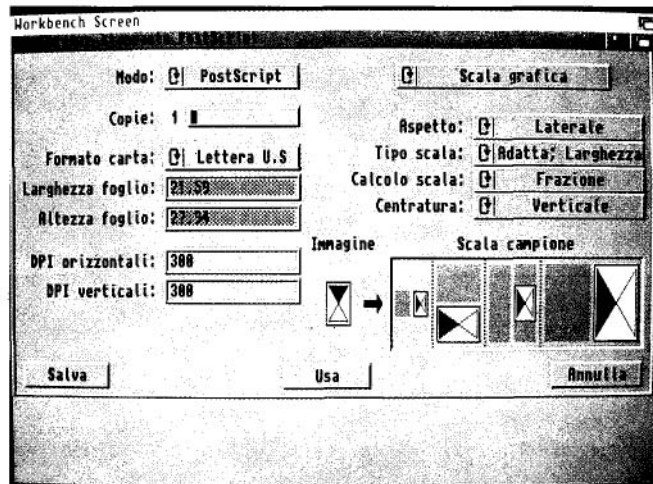 Workbench Screen
Modo: PostScript
Scala grafica
Copie: 1
Aspetto: Laterale
Formato carta: Lettera U.S
Tipo scala: Adatta; Larghezza
Larghezza foglio: 21.59
Calcolo scala: Frazione
Altezza foglio: 27.94
Centratura: Verticale
Immagine
Scala campione
DPI orizzontali: 300
DPI verticali: 300
Salva
Usa
Annulla